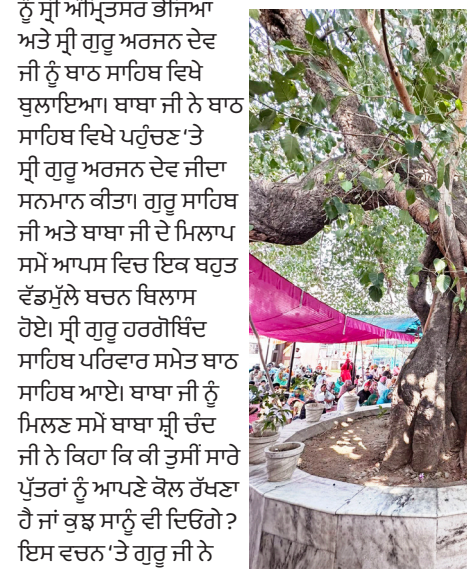 ਨੂੰ ਸ੍ਰੀ ਅੰਮ੍ਰਿਤਸਰ ਭੇਜਿਆ
ਅਤੇ ਸ੍ਰੀ ਗੁਰੂ ਅਰਜਨ ਦੇਵ
ਜੀ ਨੂੰ ਬਾਠ ਸਾਹਿਬ ਵਿਖੇ
ਬੁਲਾਇਆ। ਬਾਬਾ ਜੀ ਨੇ ਬਾਠ
ਸਾਹਿਬ ਵਿਖੇ ਪਹੁੰਚਣ 'ਤੇ
ਸ੍ਰੀ ਗੁਰੂ ਅਰਜਨ ਦੇਵ ਜੀਦਾ
ਸਨਮਾਨ ਕੀਤਾ। ਗੁਰੂ ਸਾਹਿਬ
ਜੀ ਅਤੇ ਬਾਬਾ ਜੀ ਦੇ ਮਿਲਾਪ
ਸਮੇਂ ਆਪਸ ਵਿਚ ਇਕ ਬਹੁਤ
ਵੱਡਮੁੱਲੇ ਬਚਨ ਬਿਲਾਸ
ਹੋਏ। ਸ੍ਰੀ ਗੁਰੂ ਹਰਗੋਬਿੰਦ
ਸਾਹਿਬ ਪਰਿਵਾਰ ਸਮੇਤ ਬਾਠ
ਸਾਹਿਬ ਆਏ। ਬਾਬਾ ਜੀ ਨੂੰ
ਮਿਲਣ ਸਮੇਂ ਬਾਬਾ ਸ਼੍ਰੀ ਚੰਦ
ਜੀ ਨੇ ਕਿਹਾ ਕਿ ਕੀ ਤੁਸੀਂ ਸਾਰੇ
ਪੁੱਤਰਾਂ ਨੂੰ ਆਪਣੇ ਕੋਲ ਰੱਖਣਾ
ਹੈ ਜਾਂ ਕੁਝ ਸਾਨੂੰ ਵੀ ਦਿਓਗੇ ?
ਇਸ ਵਚਨ 'ਤੇ ਗੁਰੂ ਜੀ ਨੇ